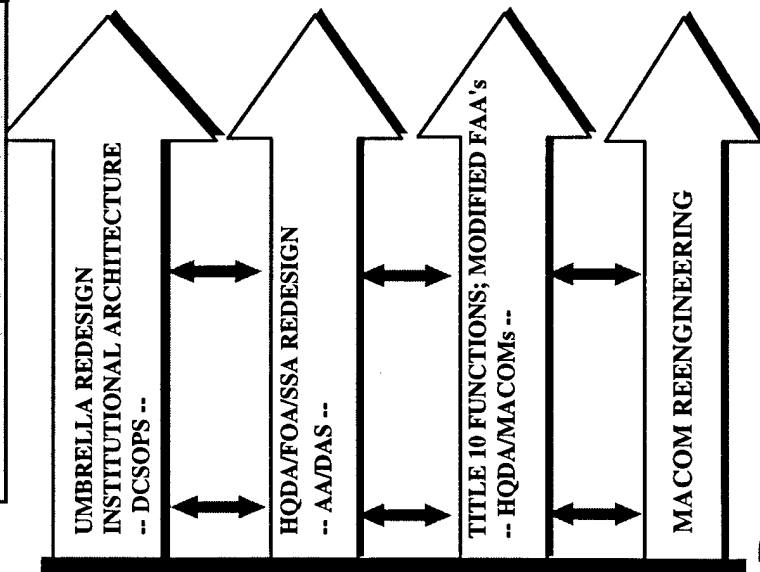 UMBRELLA REDESIGN
INSTITUTIONAL ARCHITECTURE
-- DCSOPS --
HQDA/FOA/SSA REDESIGN
-- AA/DAS --
TITLE 10 FUNCTIONS; MODIFIED FAA's
-- HQDA/MACOMs --
MACOM REENGINEERING